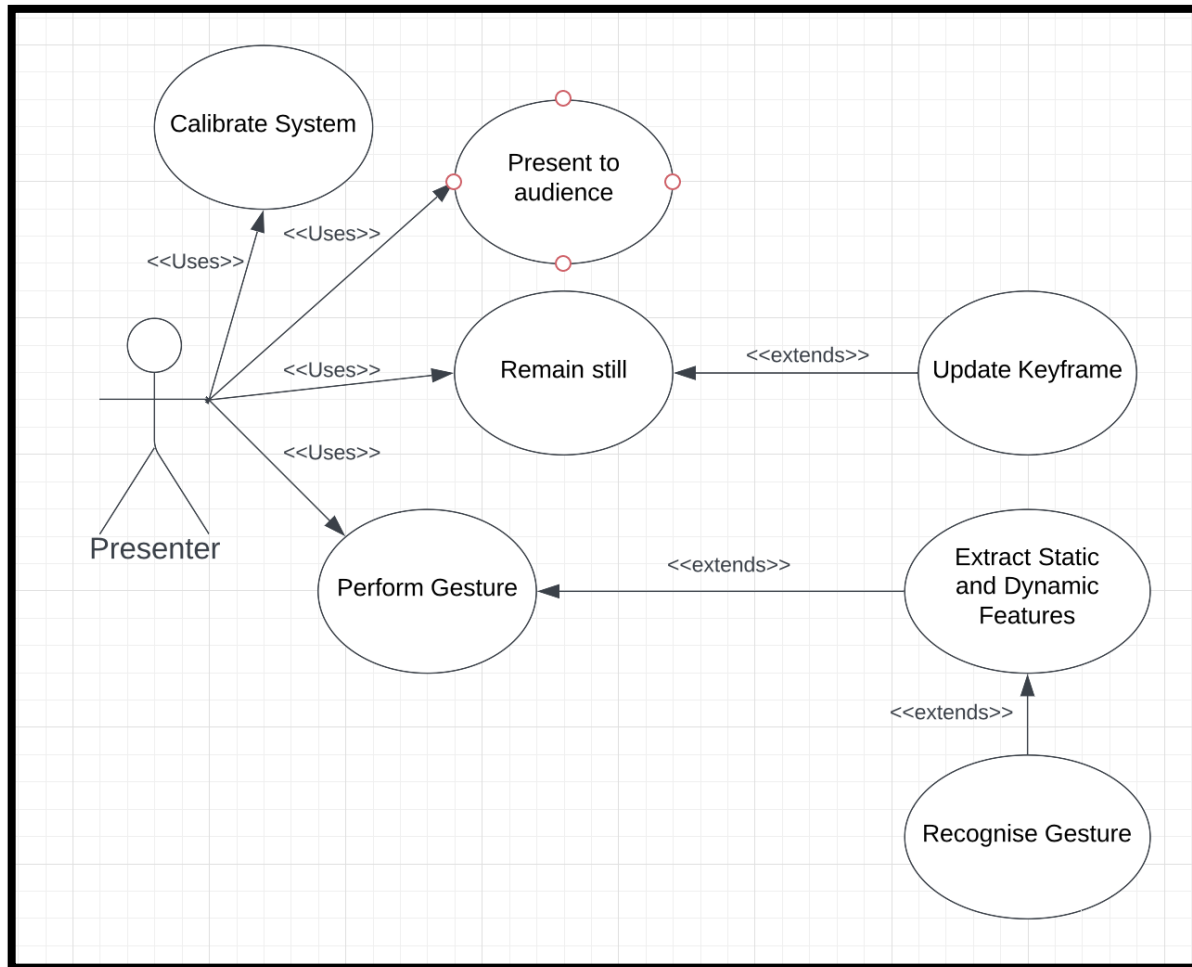 Calibrate System
Present to
audience
<<Uses>>
<<Uses>>
<<Uses>>
Remain still
<<extends>>
Update Keyframe
<<Uses>>
Presenter
Perform Gesture
<<extends>>
Extract Static
and Dynamic
Features
<<extends>>
Recognise Gesture